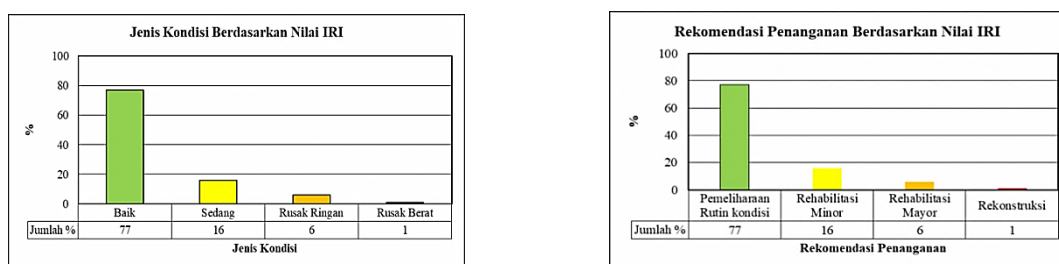 Jenis Kondisi Berdasarkan Nilai IRI
100
80
60
40
20
0
%
Baik Sedang Rusak Ringan Rusak Berat
Jumlah % 77 16 6 1
Jenis Kondisi
Rekomendasi Penanganan Berdasarkan Nilai IRI
100
80
60
40
20
0
%
Pemeliharaan Rehabilitasi Rehabilitasi Rekonstruksi
Rutin kondisi Minor Mayor
Jumlah % 77 16 6 1
Rekomendasi Penanganan